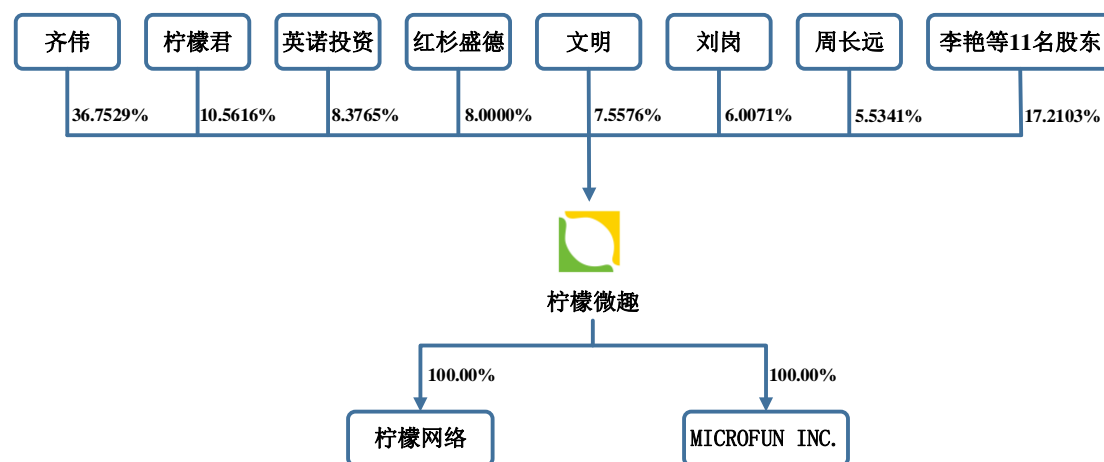 齐伟
柠檬君
英诺投资
红杉盛德
文明
刘岗
周长远
李艳等11名股东
36.7529%
10.5616%
8.3765%
8.0000%
7.5576%
6.0071%
5.5341%
17.2103%
柠檬微趣
100.00%
100.00%
柠檬网络
MICROFUN INC.